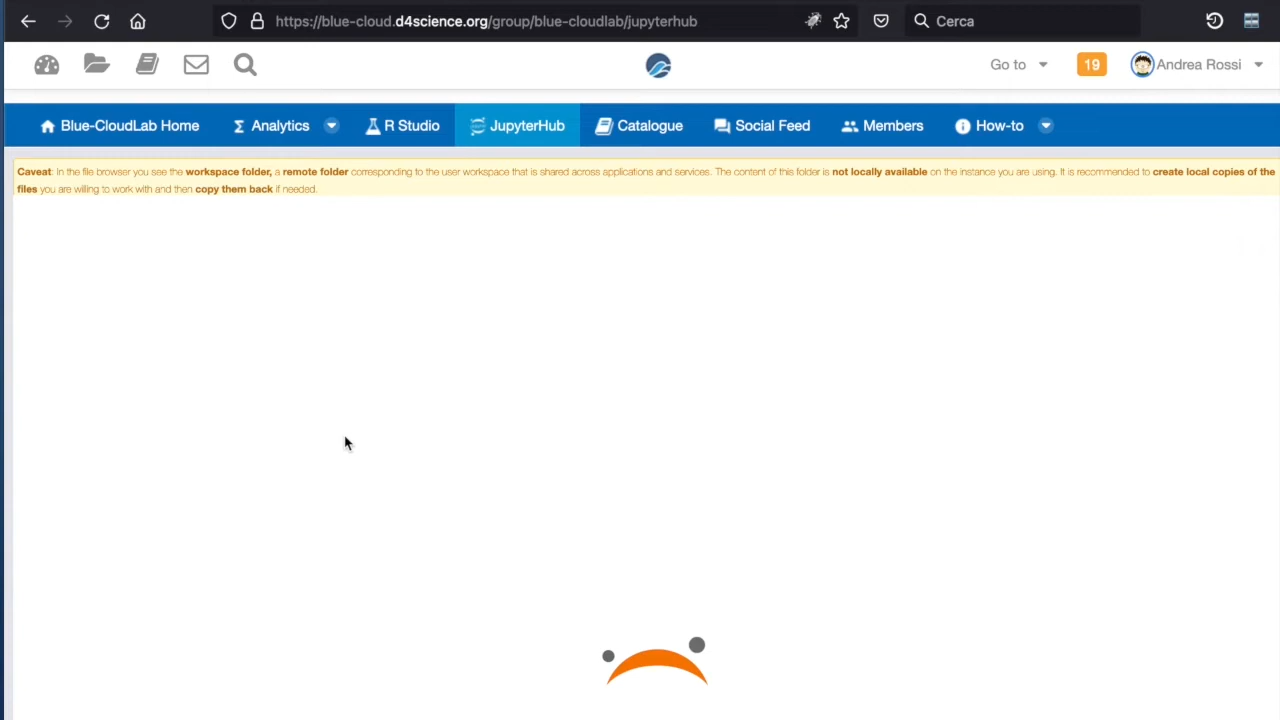 https://blue-cloud.d4science.org/group/blue-cloudlab/jupyterhub
Cerca
Go to
19
Andrea Rossi
Blue-CloudLab Home
Analytics
R Studio
JupyterHub
Catalogue
Social Feed
Members
How-to
Caveat: In the file browser you see the workspace folder, a remote folder corresponding to the user workspace that is shared across applications and services. The content of this folder is not locally available on the instance you are using. It is recommended to create local copies of the
files you are willing to work with and then copy them back if needed.